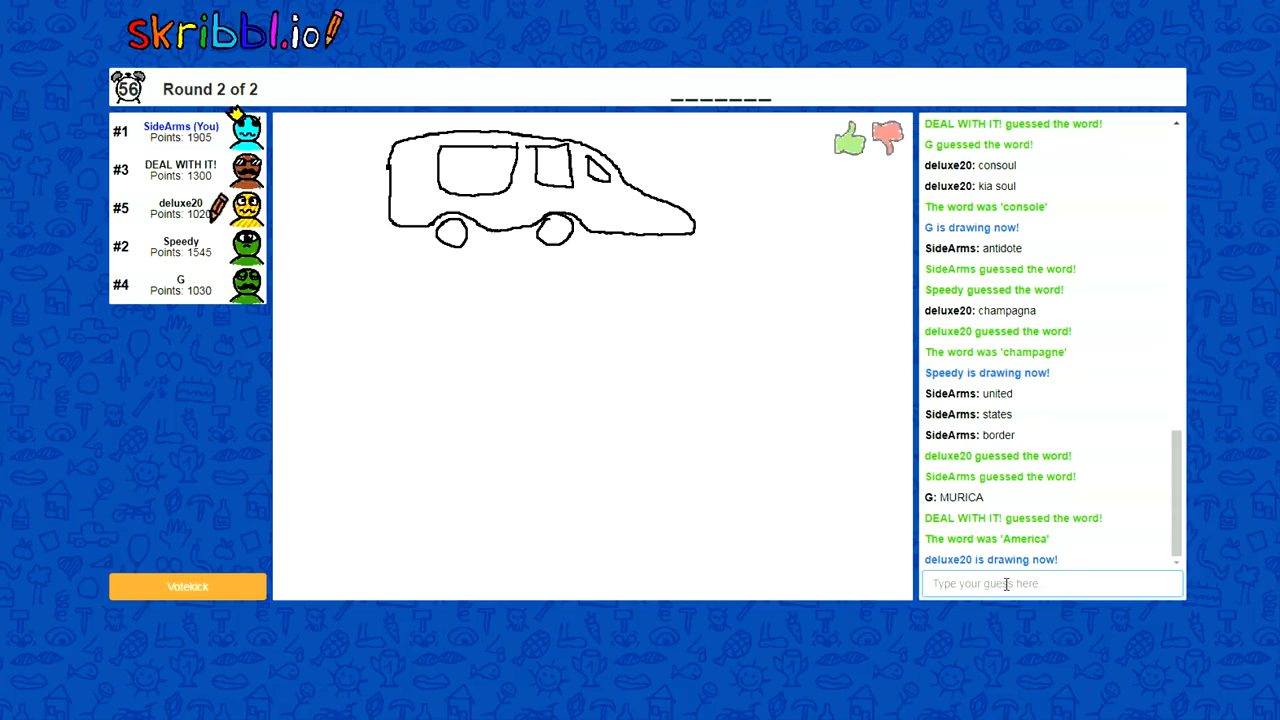 skribbl.io
56
Round 2 of 2
_______
#1
SideArms (You)
Points: 1905
#3
DEAL WITH IT!
Points: 1300
#5
deluxe20
Points: 1020
#2
Speedy
Points: 1545
#4
G
Points: 1030
Votekick
DEAL WITH IT! guessed the word!
G guessed the word!
deluxe20: consoul
deluxe20: kia soul
The word was 'console'
G is drawing now!
SideArms: antidote
SideArms guessed the word!
Speedy guessed the word!
deluxe20: champagna
deluxe20 guessed the word!
The word was 'champagne'
Speedy is drawing now!
SideArms: united
SideArms: states
SideArms: border
deluxe20 guessed the word!
SideArms guessed the word!
G: MURICA
DEAL WITH IT! guessed the word!
The word was 'America'
deluxe20 is drawing now!
Type your guess here...